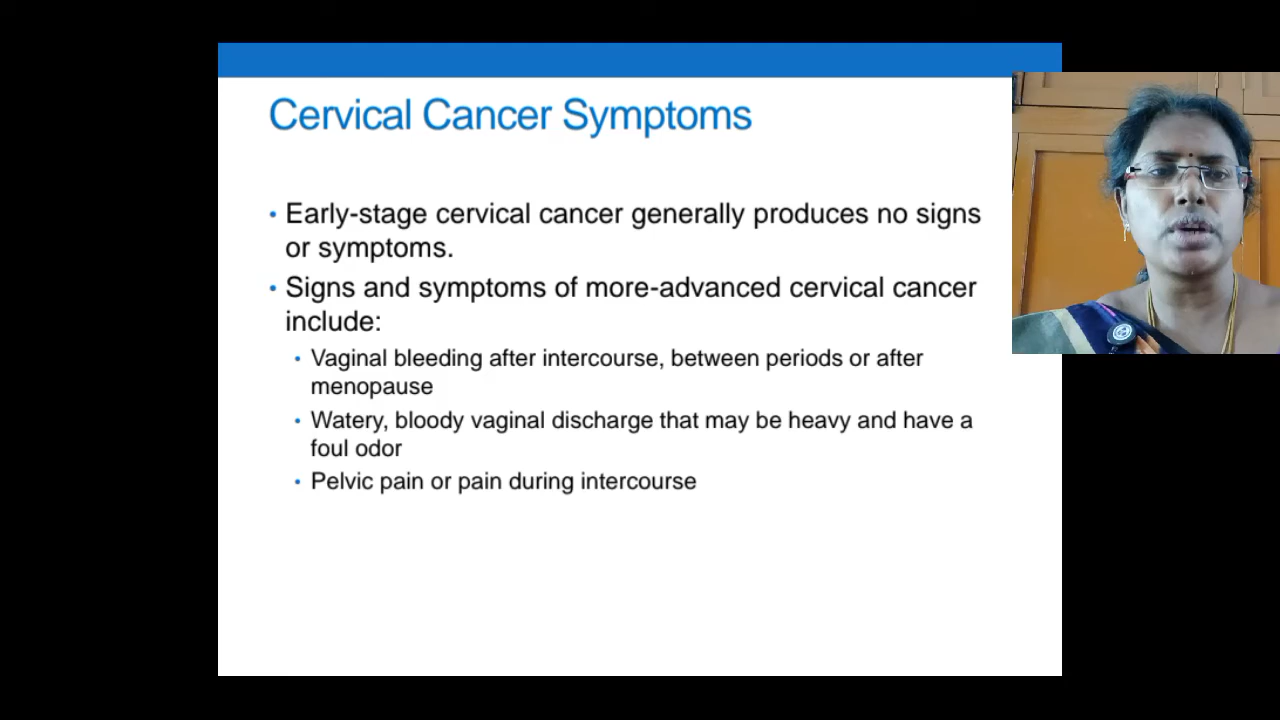 Cervical Cancer Symptoms
• Early-stage cervical cancer generally produces no signs
or symptoms.
• Signs and symptoms of more-advanced cervical cancer
include:
• Vaginal bleeding after intercourse, between periods or after
menopause
• Watery, bloody vaginal discharge that may be heavy and have a
foul odor
• Pelvic pain or pain during intercourse